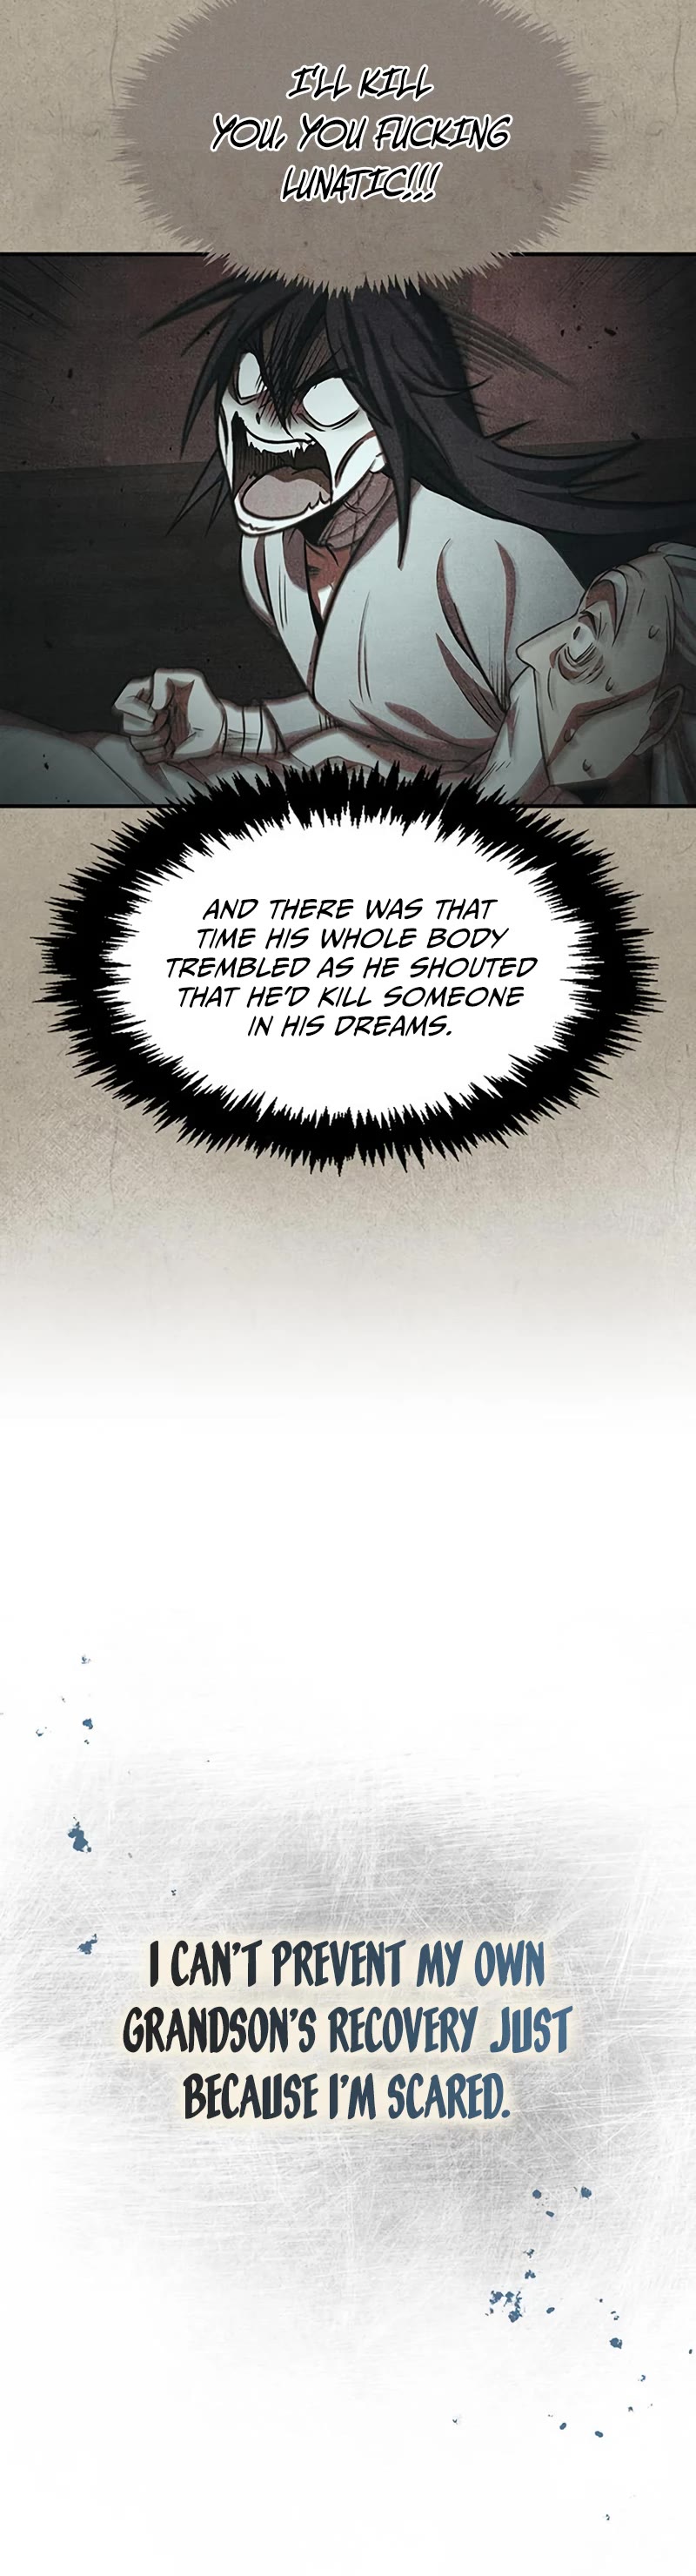 I'LL KILL
YOU, YOU FUCKING
LUNATIC!!!
AND THERE WAS THAT
TIME HIS WHOLE BODY
TREMBLED AS HE SHOUTED
THAT HE'D KILL SOMEONE
IN HIS DREAMS.
I CAN'T PREVENT MY OWN
GRANDSON'S RECOVERY JUST
BECAUSE I'M SCARED.